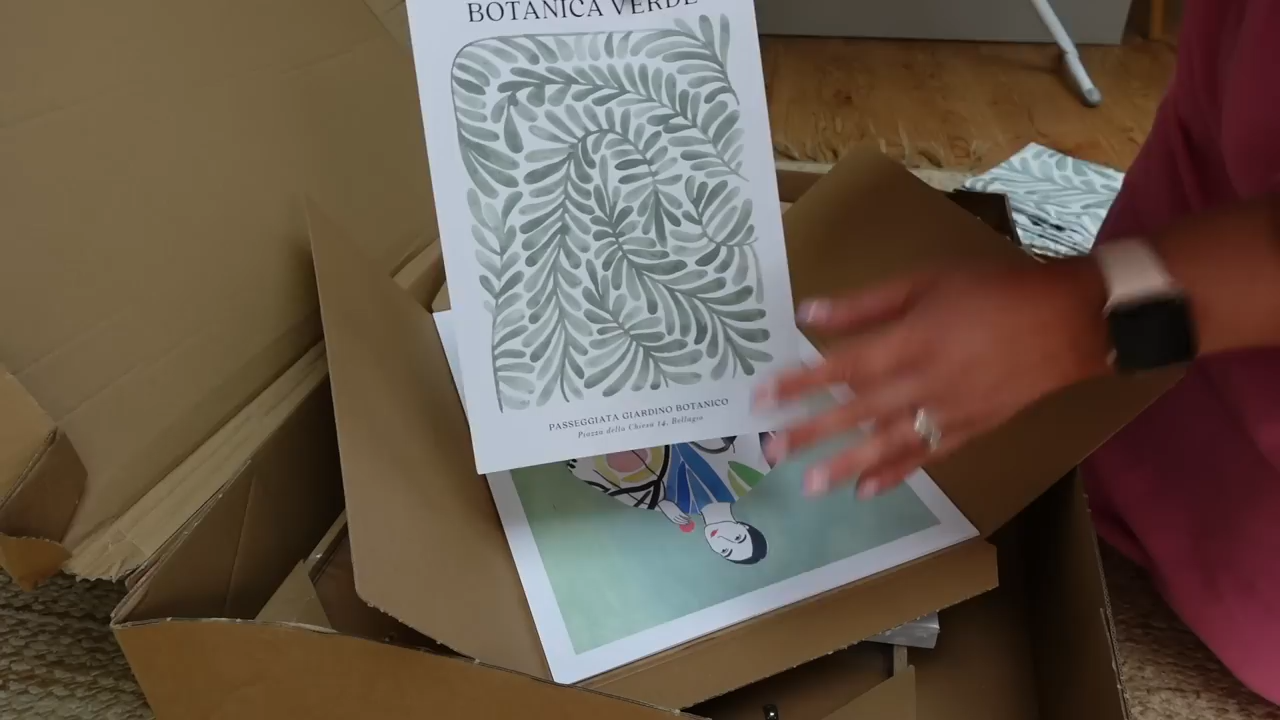 BOTANICA VERDE
PASSEGGIATA GIARDINO BOTANICO
Piazza della Chiesa 14, Bellagio